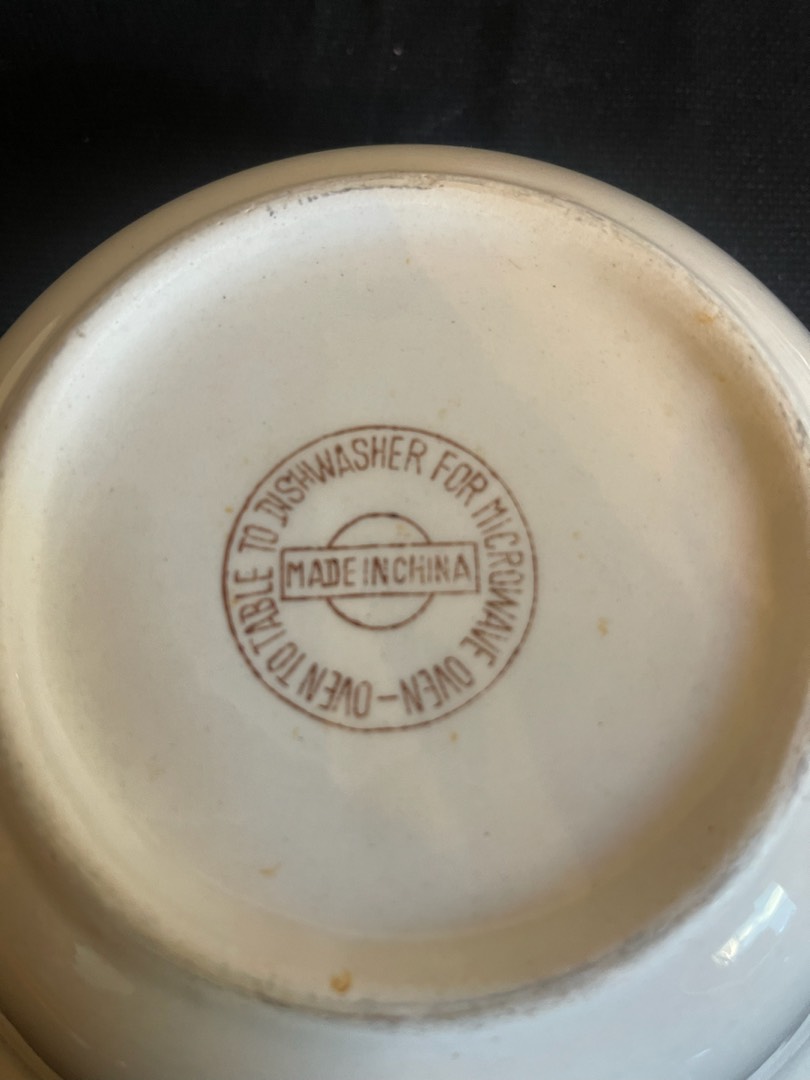 OVEN TO TABLE TO DISHWASHER FOR MICROWAVE OVEN-
MADE IN CHINA